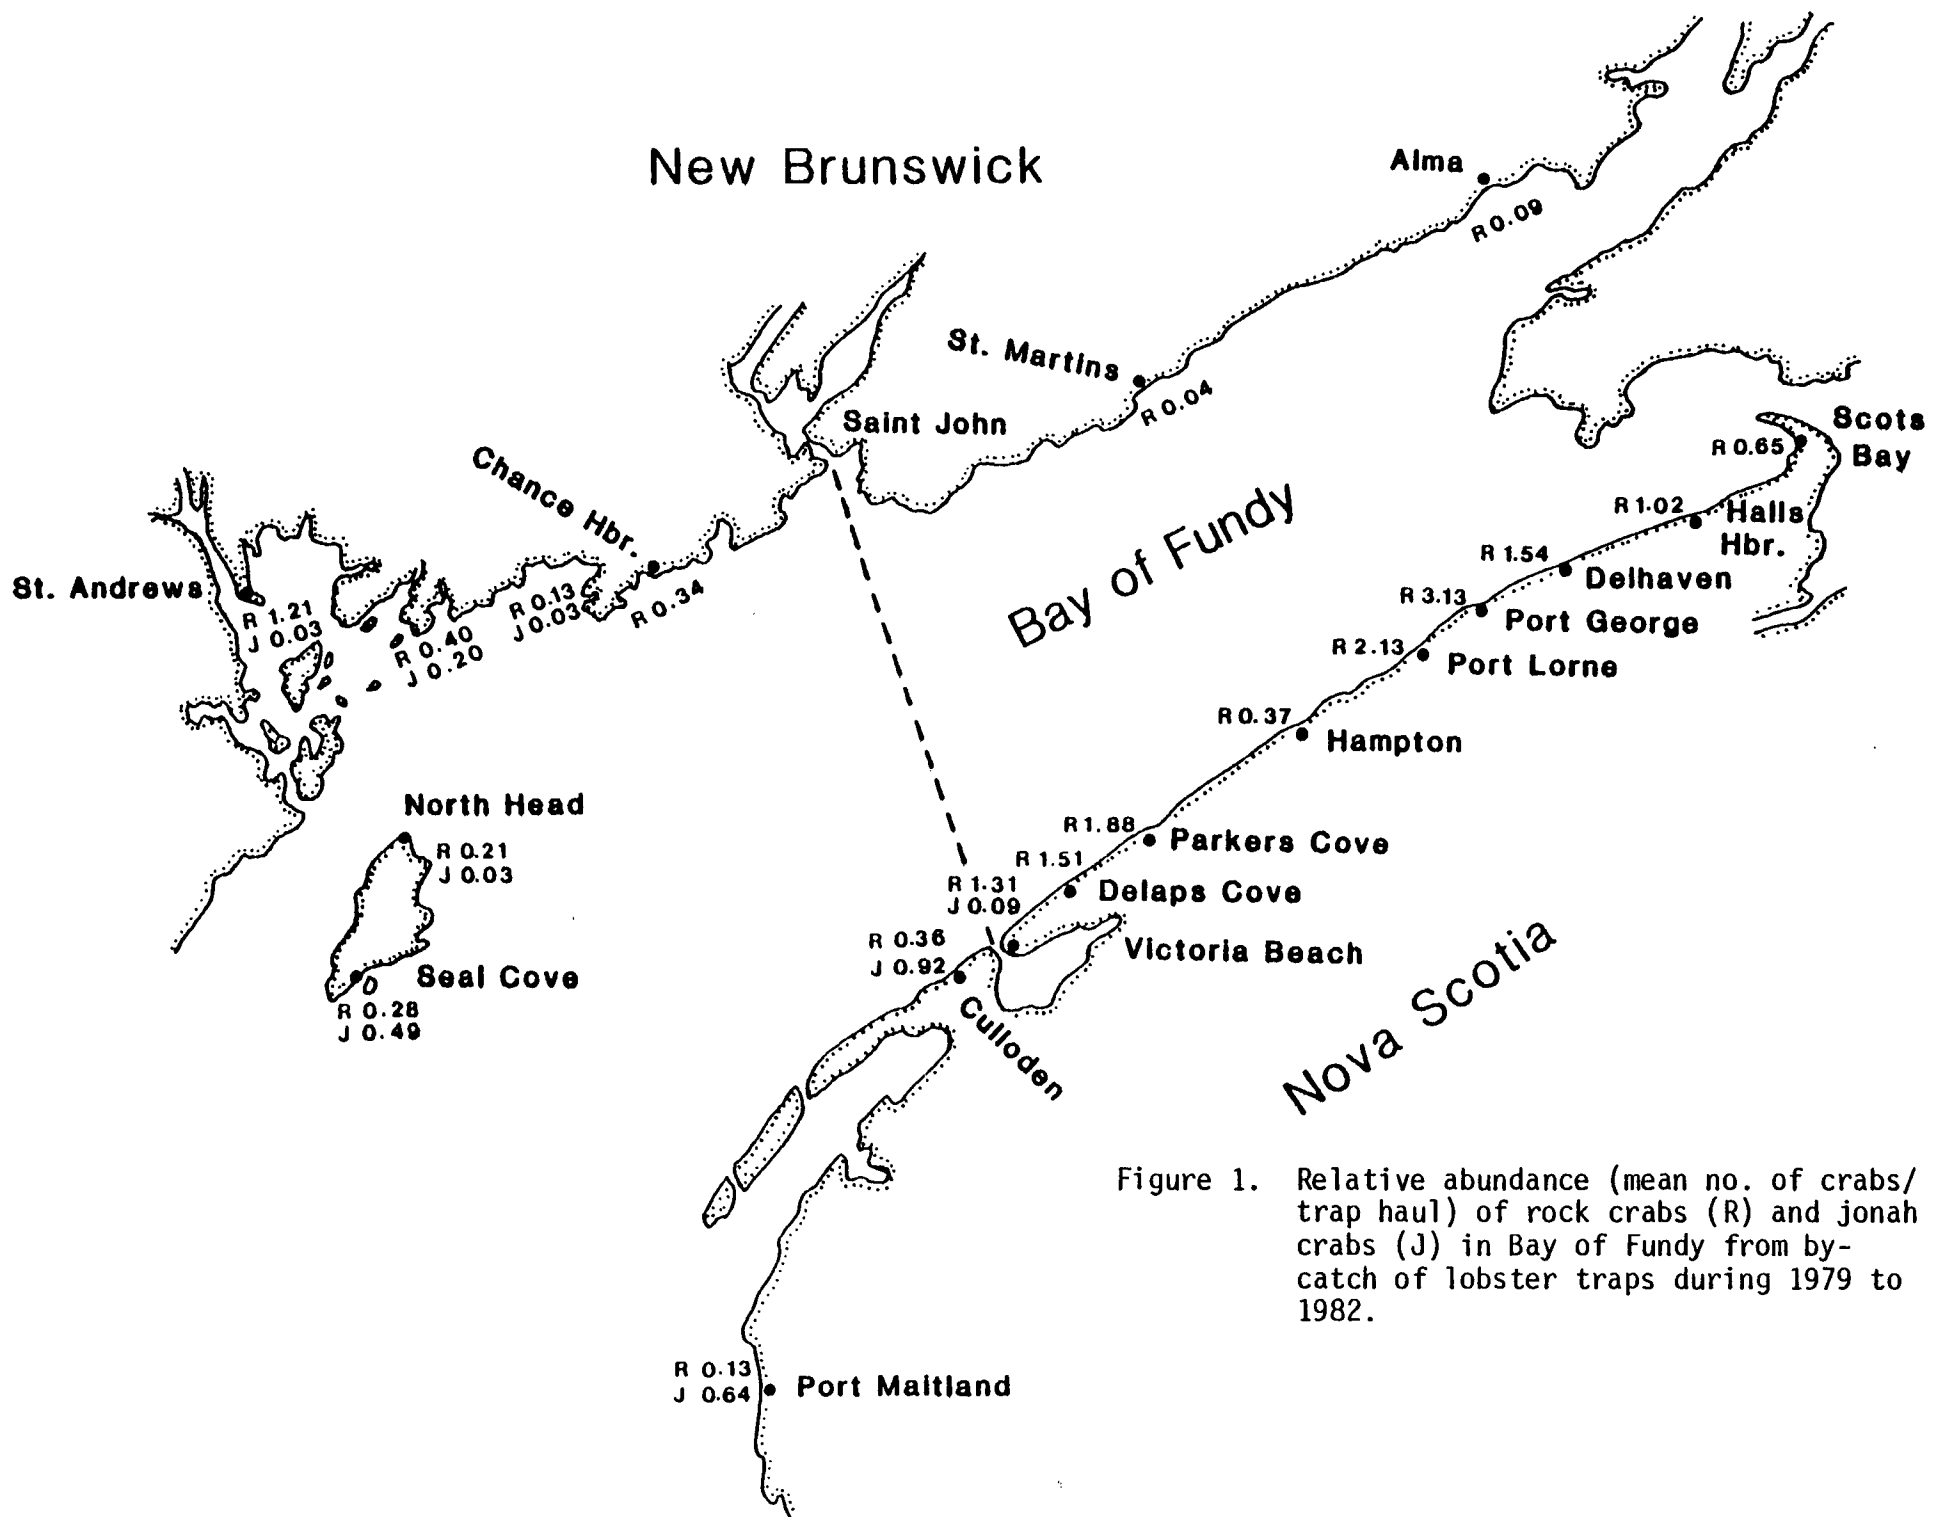 New Brunswick
Alma
R 0.09
St. Martins
R 0.04
Saint John
Scots
Bay
R 0.65
Chance Hbr.
R 0.34
R 1.02
Halls
Hbr.
Bay of Fundy
R 1.54
Delhaven
St. Andrews
R 1.21
J 0.03
R 0.40
J 0.20
R 0.13
J 0.03
R 3.13
Port George
R 2.13
Port Lorne
R 0.37
Hampton
North Head
R 0.21
J 0.03
R 1.88
Parkers Cove
R 1.51
Delaps Cove
R 1.31
J 0.09
Victoria Beach
R 0.36
J 0.92
Culloden
Seal Cove
R 0.28
J 0.49
Nova Scotia
Figure 1. Relative abundance (mean no. of crabs/
trap haul) of rock crabs (R) and jonah
crabs (J) in Bay of Fundy from by-
catch of lobster traps during 1979 to
1982.
R 0.13
J 0.64
Port Maitland